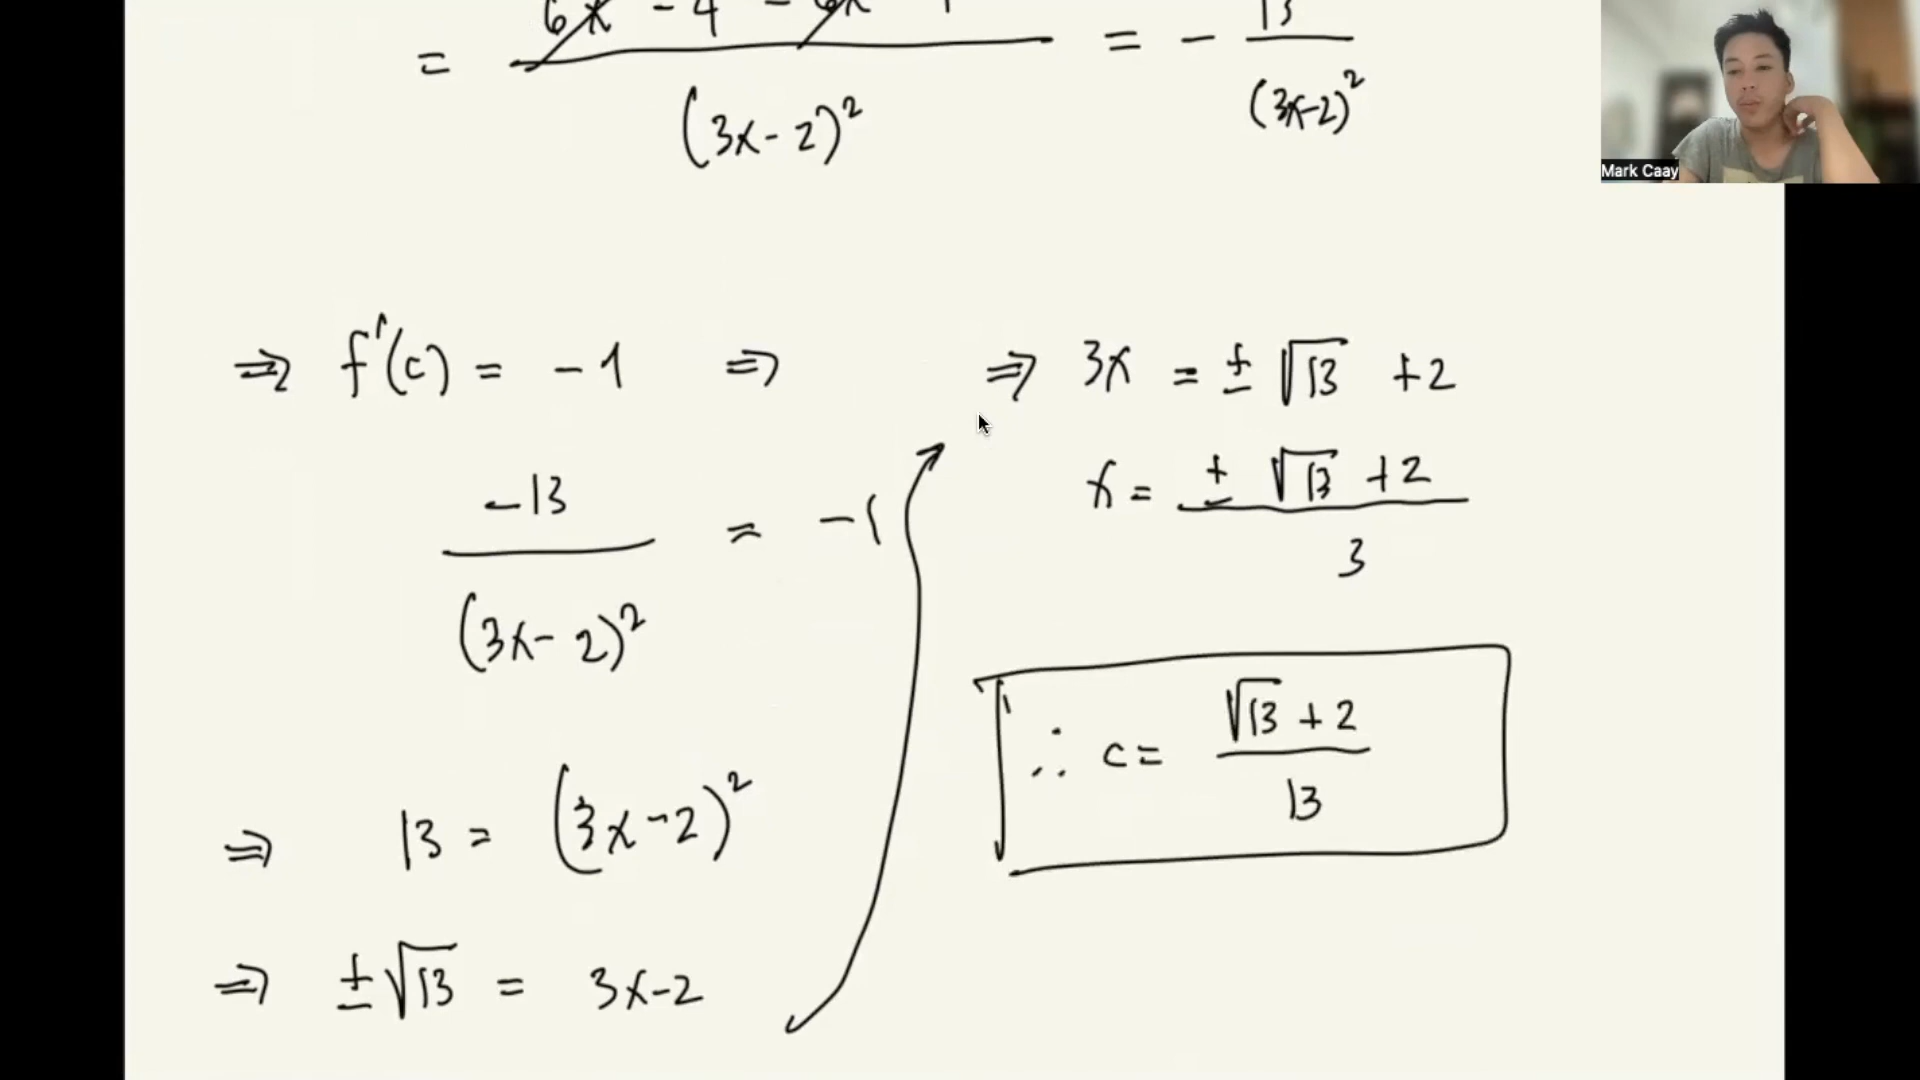 = 6x - 4 - 6x
(3x-2)²
= - 13
(3x-2)²
Mark Caay
⇒ f'(c) = -1 ⇒
-13
(3x-2)²
= -1
⇒ 13 = (3x-2)²
⇒ ±√13 = 3x-2
⇒ 3x = ±√13 +2
x = ±√13 +2
3
∴ c = √13 + 2
13